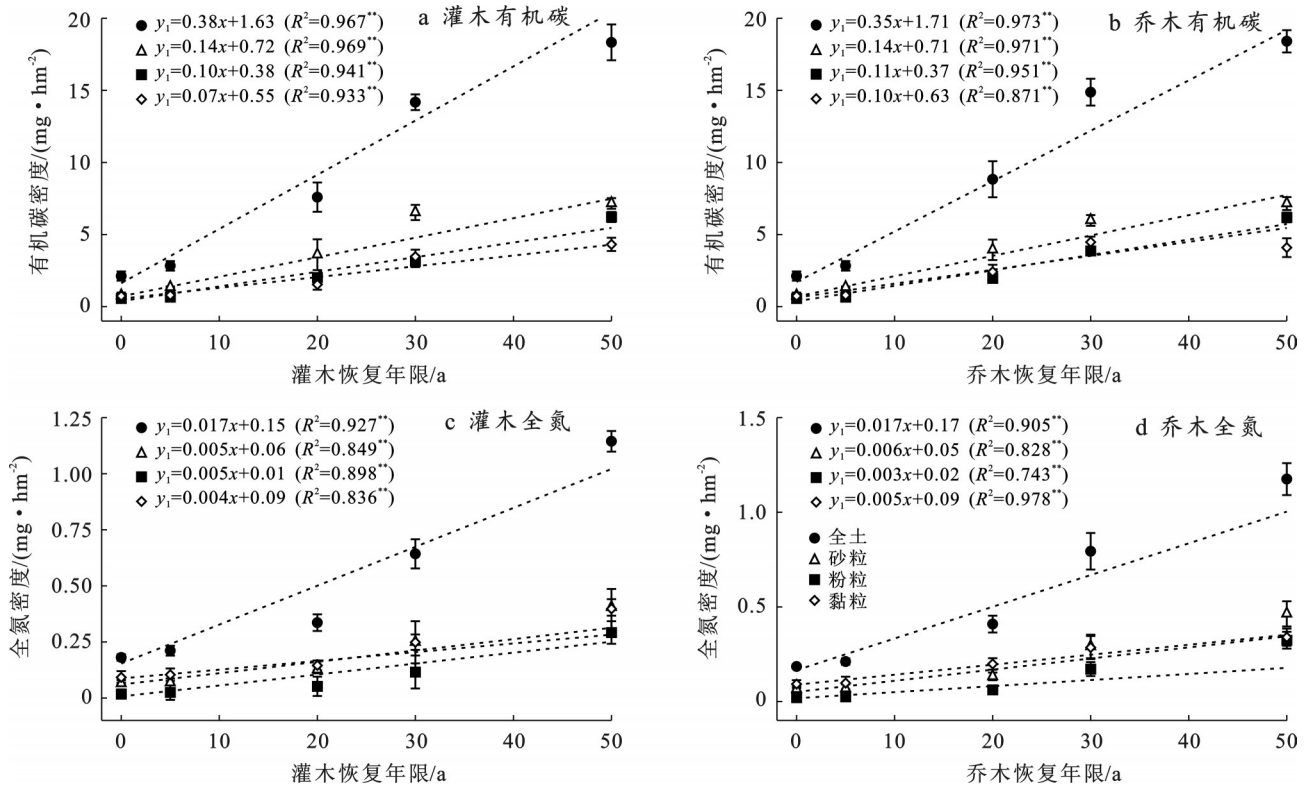 a 灌木有机碳
y₁=0.38x+1.63 (R²=0.967**)
y₁=0.14x+0.72 (R²=0.969**)
y₁=0.10x+0.38 (R²=0.941**)
y₁=0.07x+0.55 (R²=0.933**)
有机碳密度/(mg·hm⁻²)
20
15
10
5
0
0 20 30 40 50
灌木恢复年限/a
b 乔木有机碳
y₁=0.35x+1.71 (R²=0.973**)
y₁=0.14x+0.71 (R²=0.971**)
y₁=0.11x+0.37 (R²=0.951**)
y₁=0.10x+0.63 (R²=0.871**)
有机碳密度/(mg·hm⁻²)
20
15
10
5
0
0 20 30 40 50
乔木恢复年限/a
c 灌木全氮
y₁=0.017x+0.15 (R²=0.927**)
y₁=0.005x+0.06 (R²=0.849**)
y₁=0.005x+0.01 (R²=0.898**)
y₁=0.004x+0.09 (R²=0.836**)
全氮密度/(mg·hm⁻²)
1.25
1.00
0.75
0.50
0.25
0
0 20 30 40 50
灌木恢复年限/a
d 乔木全氮
y₁=0.017x+0.17 (R²=0.905**)
y₁=0.006x+0.05 (R²=0.828**)
y₁=0.003x+0.02 (R²=0.743**)
y₁=0.005x+0.09 (R²=0.978**)
全土
砂粒
粉粒
黏粒
全氮密度/(mg·hm⁻²)
1.5
1.0
0.5
0
0 20 30 40 50
乔木恢复年限/a